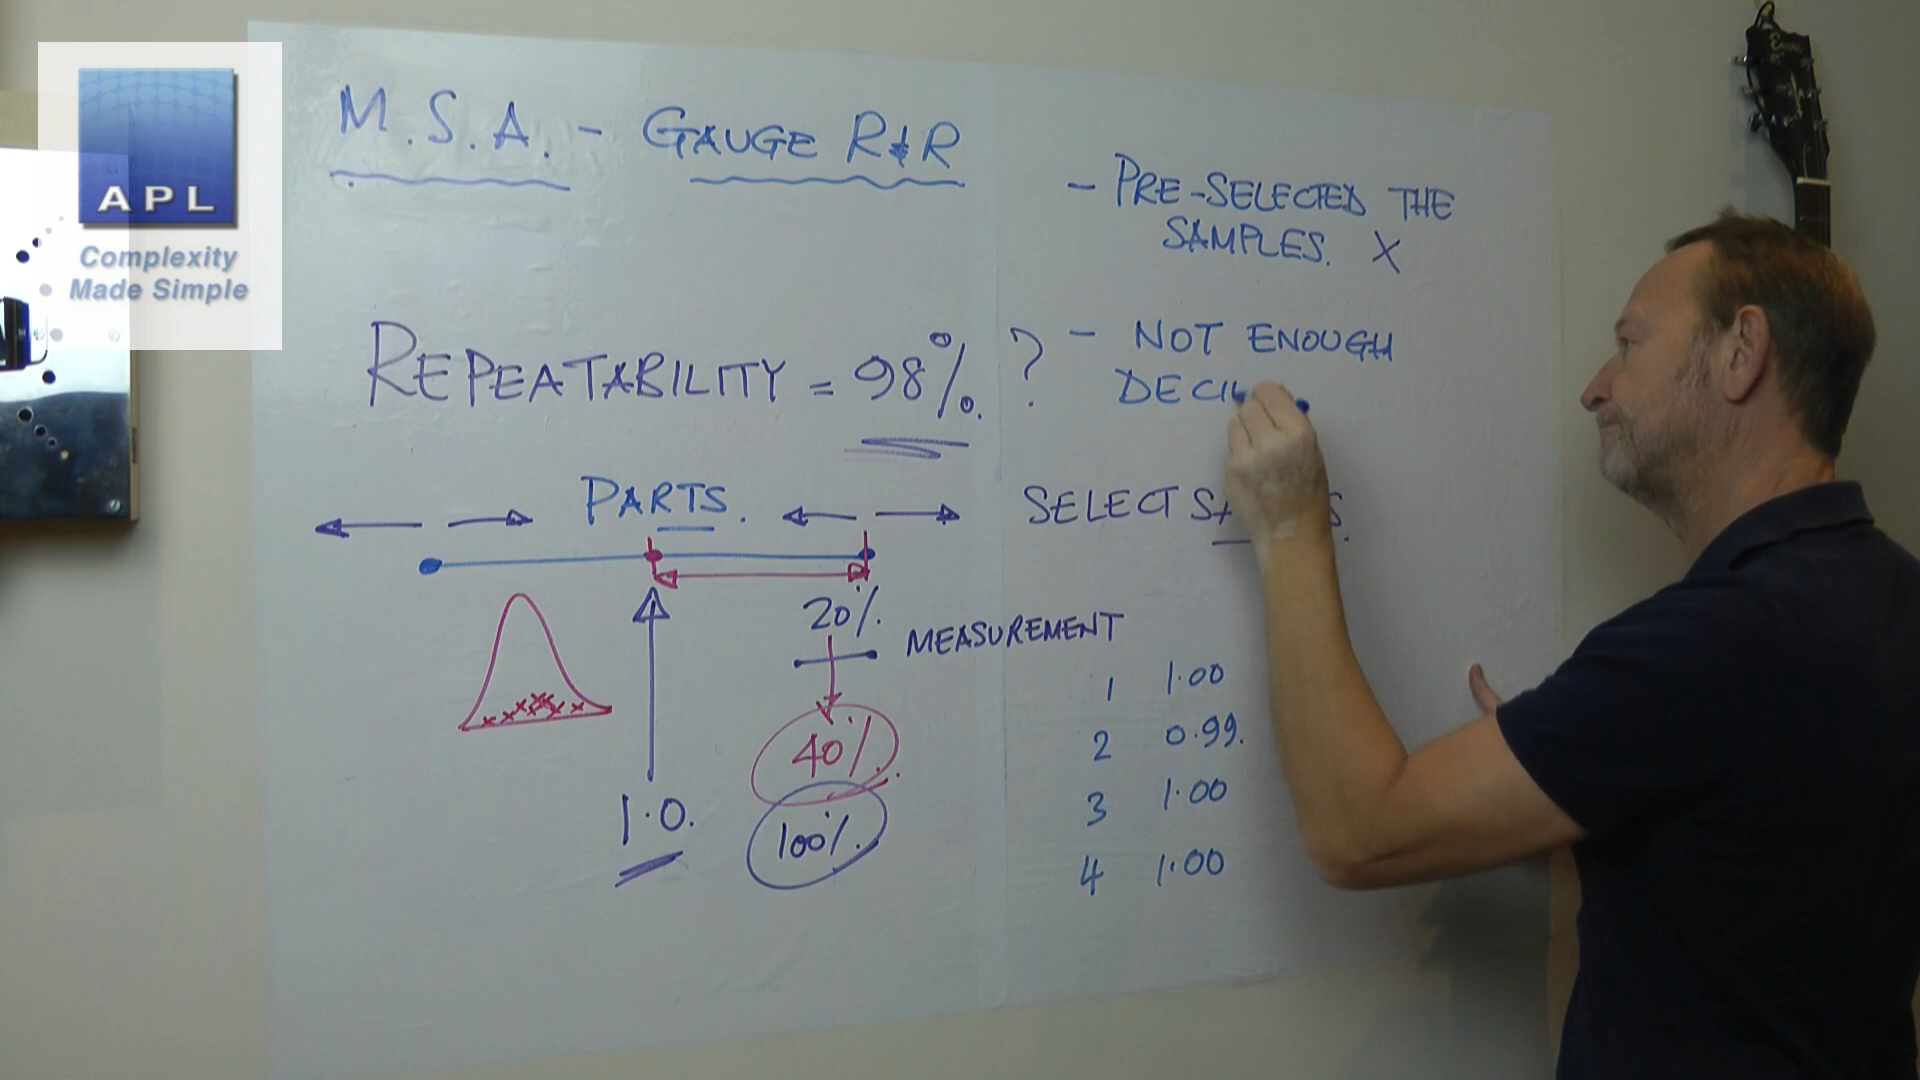 APL
Complexity
Made Simple
M.S.A. - GAUGE R&R
- PRE-SELECTED THE
SAMPLES. X
REPEATABILITY = 98%. ?
- NOT ENOUGH
PARTS.
SELECT
20%.
MEASUREMENT
40%.
100%.
1.0.
1 1.00
2 0.99.
3 1.00
4 1.00